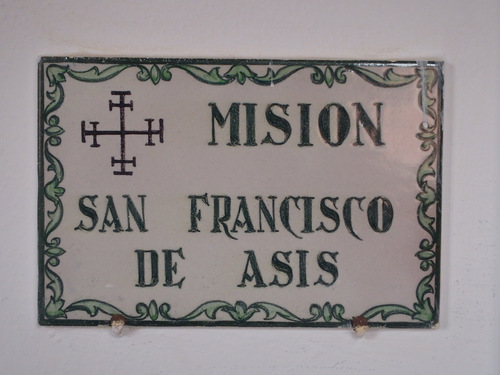 MISION
SAN FRANCISCO
DE ASIS